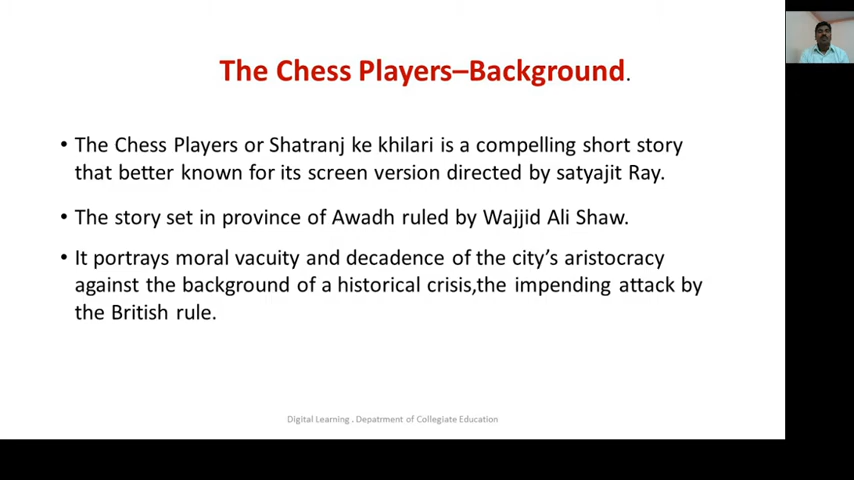 The Chess Players–Background.
• The Chess Players or Shatranj ke khilari is a compelling short story
that better known for its screen version directed by satyajit Ray.
• The story set in province of Awadh ruled by Wajjid Ali Shaw.
• It portrays moral vacuity and decadence of the city's aristocracy
against the background of a historical crisis,the impending attack by
the British rule.
Digital Learning . Depatrment of Collegiate Education